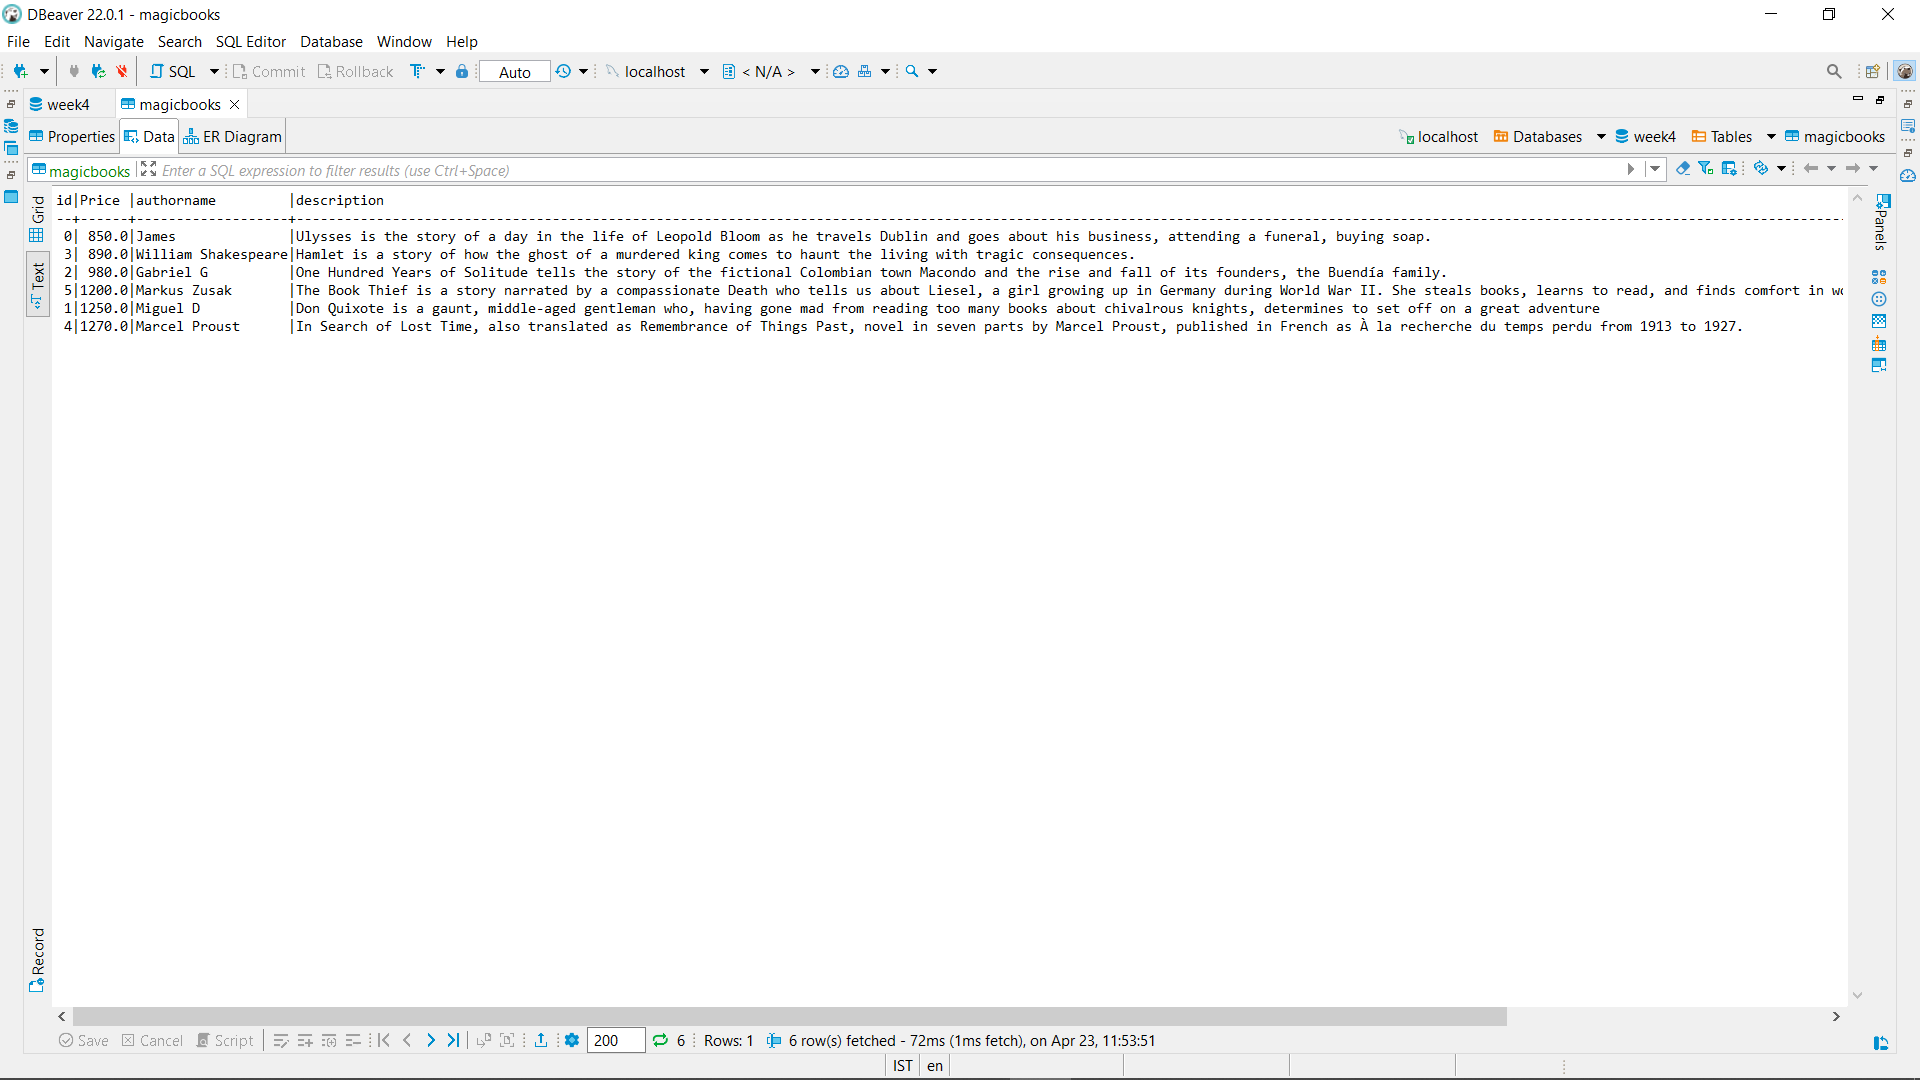 DBeaver 22.0.1 - magicbooks
File Edit Navigate Search SQL Editor Database Window Help
SQL Commit Rollback Auto localhost < N/A >
week4 magicbooks
Properties Data ER Diagram localhost Databases week4 Tables magicbooks
magicbooks Enter a SQL expression to filter results (use Ctrl+Space)
id|Price |authorname |description
--+------+-------------------+------------------------------------------------
0| 850.0|James |Ulysses is the story of a day in the life of Leopold Bloom as he travels Dublin and goes about his business, attending a funeral, buying soap.
3| 890.0|William Shakespeare|Hamlet is a story of how the ghost of a murdered king comes to haunt the living with tragic consequences.
2| 980.0|Gabriel G |One Hundred Years of Solitude tells the story of the fictional Colombian town Macondo and the rise and fall of its founders, the Buendía family.
5|1200.0|Markus Zusak |The Book Thief is a story narrated by a compassionate Death who tells us about Liesel, a girl growing up in Germany during World War II. She steals books, learns to read, and finds comfort in
1|1250.0|Miguel D |Don Quixote is a gaunt, middle-aged gentleman who, having gone mad from reading too many books about chivalrous knights, determines to set off on a great adventure
4|1270.0|Marcel Proust |In Search of Lost Time, also translated as Remembrance of Things Past, novel in seven parts by Marcel Proust, published in French as À la recherche du temps perdu from 1913 to 1927.
Grid
Text
Record
Panels
Save Cancel Script 200 6 Rows: 1 6 row(s) fetched - 72ms (1ms fetch), on Apr 23, 11:53:51
IST en